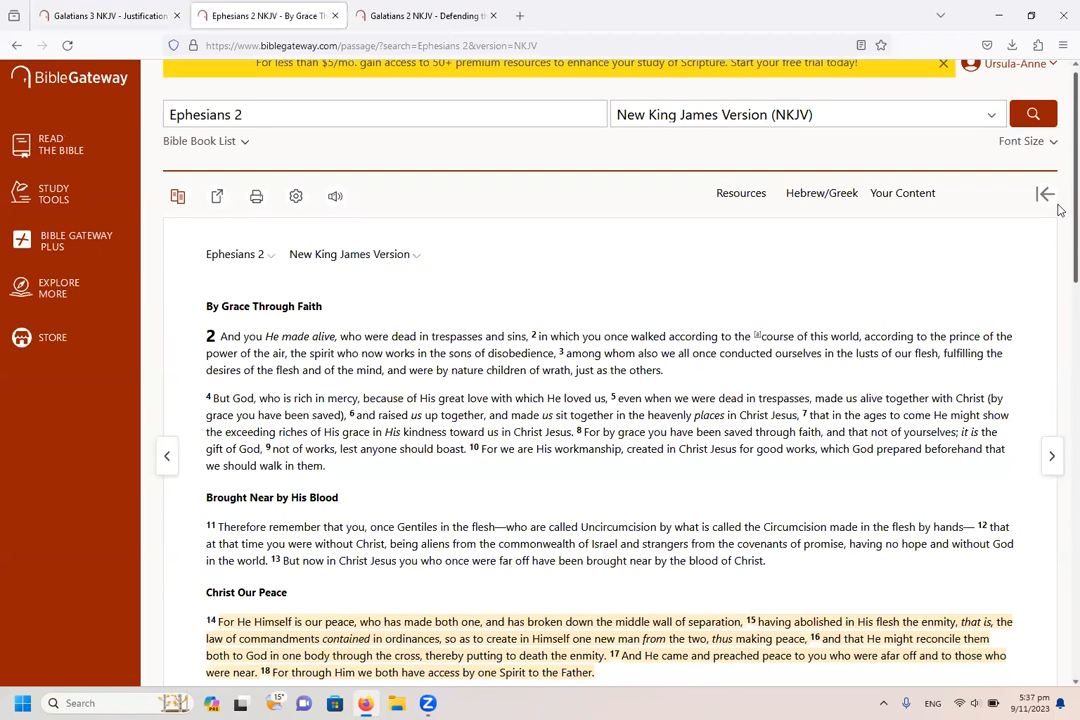 Galatians 3 NKJV - Justification
Ephesians 2 NKJV - By Grace Th
Galatians 2 NKJV - Defending the
https://www.biblegateway.com/passage/?search=Ephesians 2&version=NKJV
BibleGateway
For less than $5/mo. gain access to 50+ premium resources to enhance your study of Scripture. Start your free trial today!
Ursula-Anne
Ephesians 2
New King James Version (NKJV)
Bible Book List
Font Size
READ
THE BIBLE
STUDY
TOOLS
BIBLE GATEWAY
PLUS
EXPLORE
MORE
STORE
Resources
Hebrew/Greek
Your Content
Ephesians 2
New King James Version
By Grace Through Faith
2 And you He made alive, who were dead in trespasses and sins, 2 in which you once walked according to the [a]course of this world, according to the prince of the
power of the air, the spirit who now works in the sons of disobedience, 3 among whom also we all once conducted ourselves in the lusts of our flesh, fulfilling the
desires of the flesh and of the mind, and were by nature children of wrath, just as the others.
4 But God, who is rich in mercy, because of His great love with which He loved us, 5 even when we were dead in trespasses, made us alive together with Christ (by
grace you have been saved), 6 and raised us up together, and made us sit together in the heavenly places in Christ Jesus, 7 that in the ages to come He might show
the exceeding riches of His grace in His kindness toward us in Christ Jesus. 8 For by grace you have been saved through faith, and that not of yourselves; it is the
gift of God, 9 not of works, lest anyone should boast. 10 For we are His workmanship, created in Christ Jesus for good works, which God prepared beforehand that
we should walk in them.
Brought Near by His Blood
11 Therefore remember that you, once Gentiles in the flesh—who are called Uncircumcision by what is called the Circumcision made in the flesh by hands— 12 that
at that time you were without Christ, being aliens from the commonwealth of Israel and strangers from the covenants of promise, having no hope and without God
in the world. 13 But now in Christ Jesus you who once were far off have been brought near by the blood of Christ.
Christ Our Peace
14 For He Himself is our peace, who has made both one, and has broken down the middle wall of separation, 15 having abolished in His flesh the enmity, that is, the
law of commandments contained in ordinances, so as to create in Himself one new man from the two, thus making peace, 16 and that He might reconcile them
both to God in one body through the cross, thereby putting to death the enmity. 17 And He came and preached peace to you who were afar off and to those who
were near. 18 For through Him we both have access by one Spirit to the Father.
Search
15°
ENG
5:37 pm
9/11/2023